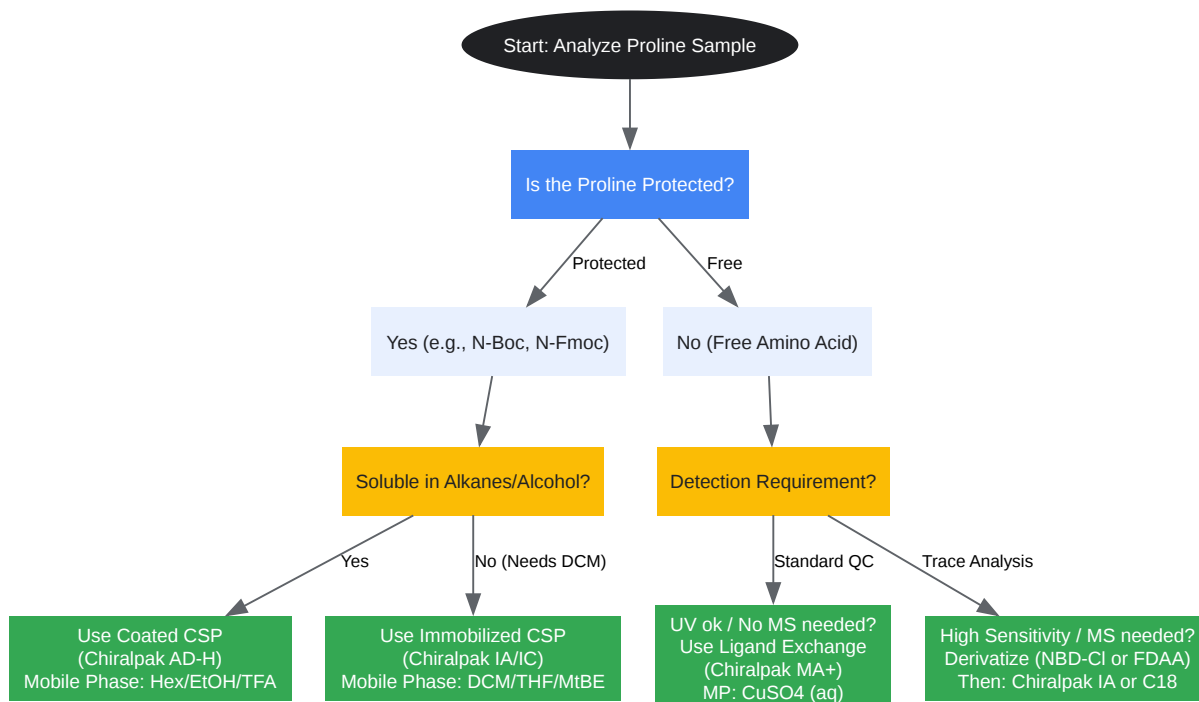 Start: Analyze Proline Sample
Is the Proline Protected?
Protected
Free
Yes (e.g., N-Boc, N-Fmoc)
No (Free Amino Acid)
Soluble in Alkanes/Alcohol?
Detection Requirement?
Yes
No (Needs DCM)
Standard QC
Trace Analysis
Use Coated CSP
(Chiralpak AD-H)
Mobile Phase: Hex/EtOH/TFA
Use Immobilized CSP
(Chiralpak IA/IC)
Mobile Phase: DCM/THF/MtBE
UV ok / No MS needed?
Use Ligand Exchange
(Chiralpak MA+)
MP: CuSO4 (aq)
High Sensitivity / MS needed?
Derivatize (NBD-Cl or FDAA)
Then: Chiralpak IA or C18